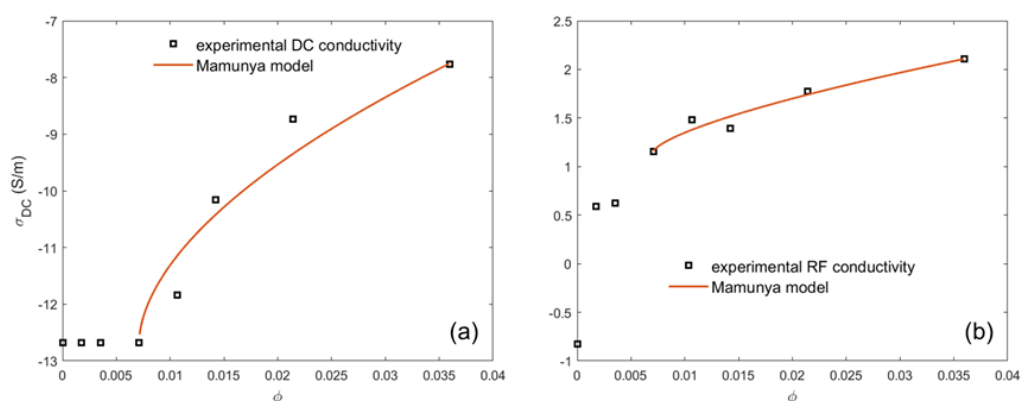 -7
-8
-9
-10
-11
-12
-13
σDC (S/m)
experimental DC conductivity
Mamunya model
(a)
0 0.005 0.01 0.015 0.02 0.025 0.03 0.035 0.04
ϕ
2.5
2
1.5
1
0.5
0
-0.5
-1
experimental RF conductivity
Mamunya model
(b)
0 0.005 0.01 0.015 0.02 0.025 0.03 0.035 0.04
ϕ